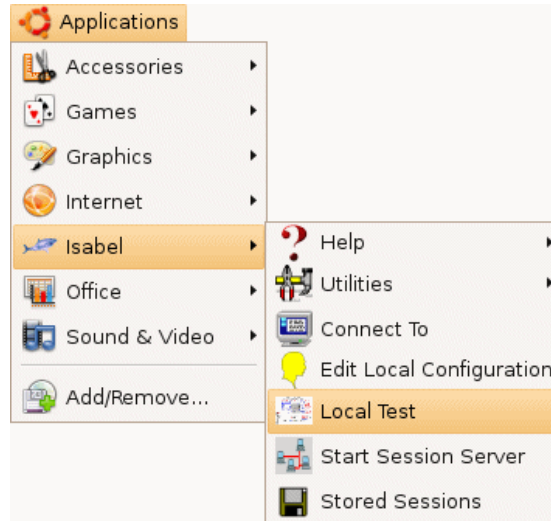 Applications
Accessories
Games
Graphics
Internet
Isabel
Office
Sound & Video
Add/Remove...
Help
Utilities
Connect To
Edit Local Configuration
Local Test
Start Session Server
Stored Sessions